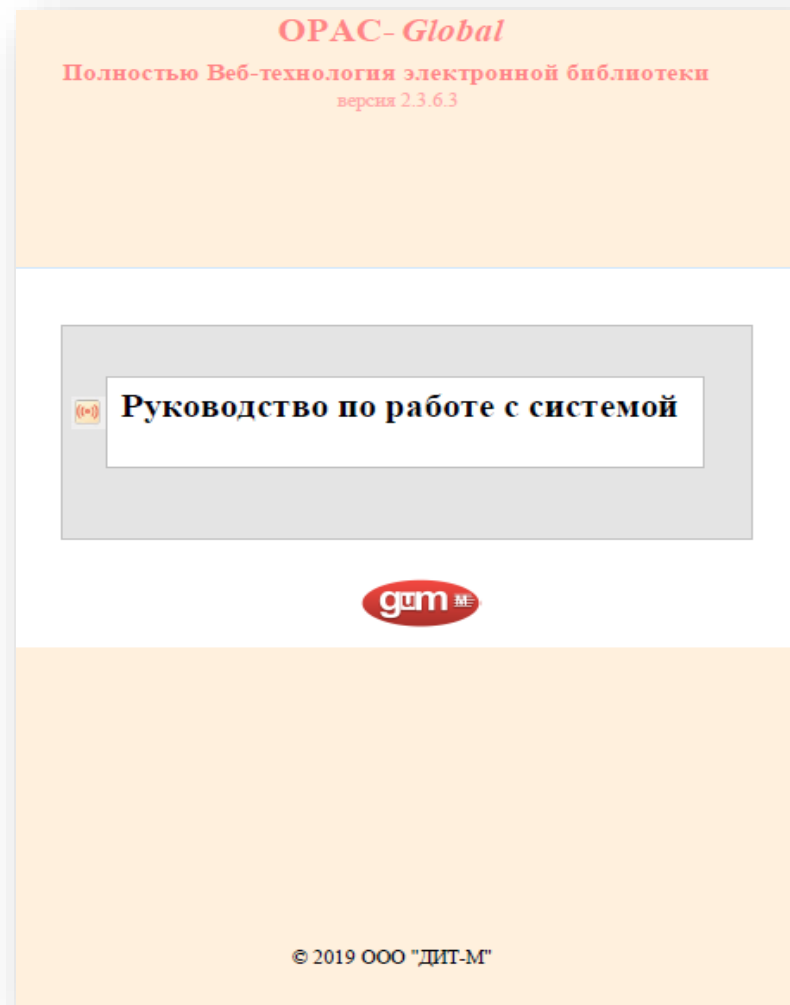 OPAC- Global
Полностью Веб-технология электронной библиотеки
версия 2.3.6.3
Руководство по работе с системой
gитм
© 2019 ООО "ДИТ-М"